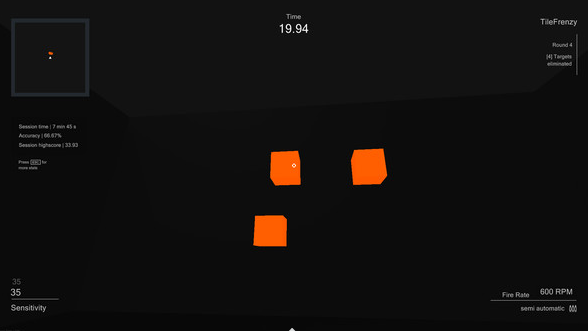 Time
19.94
TileFrenzy
Round 4
[4] Targets
eliminated
Session time | 7 min 45 s
Accuracy | 66.67%
Session highscore | 33.93
Press ESC for
more stats
35
35
Sensitivity
Fire Rate 600 RPM
semi automatic